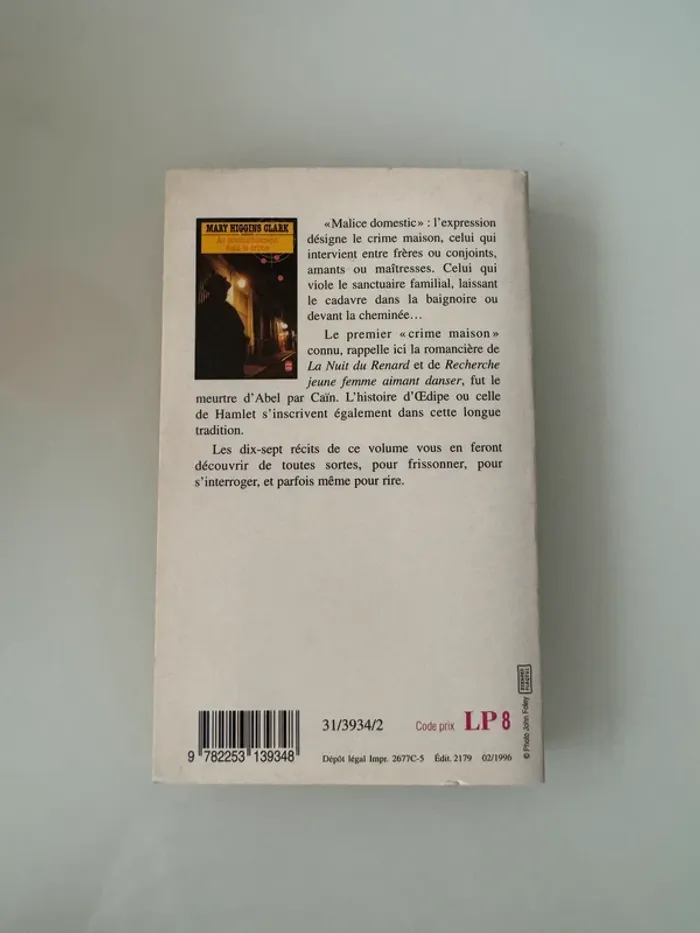 MARY HIGGINS CLARK
«Malice domestic» : l'expression
désigne le crime maison, celui qui
intervient entre frères ou conjoints,
amants ou maîtresses. Celui qui
viole le sanctuaire familial, laissant
le cadavre dans la baignoire ou
devant la cheminée…
Le premier «crime maison»
connu, rappelle ici la romancière de
La Nuit du Renard et de Recherche
jeune femme aimant danser, fut le
meurtre d'Abel par Caïn. L'histoire d'Œdipe ou celle
de Hamlet s'inscrivent également dans cette longue
tradition.
Les dix-sept récits de ce volume vous en feront
découvrir de toutes sortes, pour frissonner, pour
s'interroger, et parfois même pour rire.
9 782253 139348
31/3934/2
Code prix LP 8
Dépôt légal Impr. 2677C-5 Édit. 2179 02/1996
© Photo John Foley